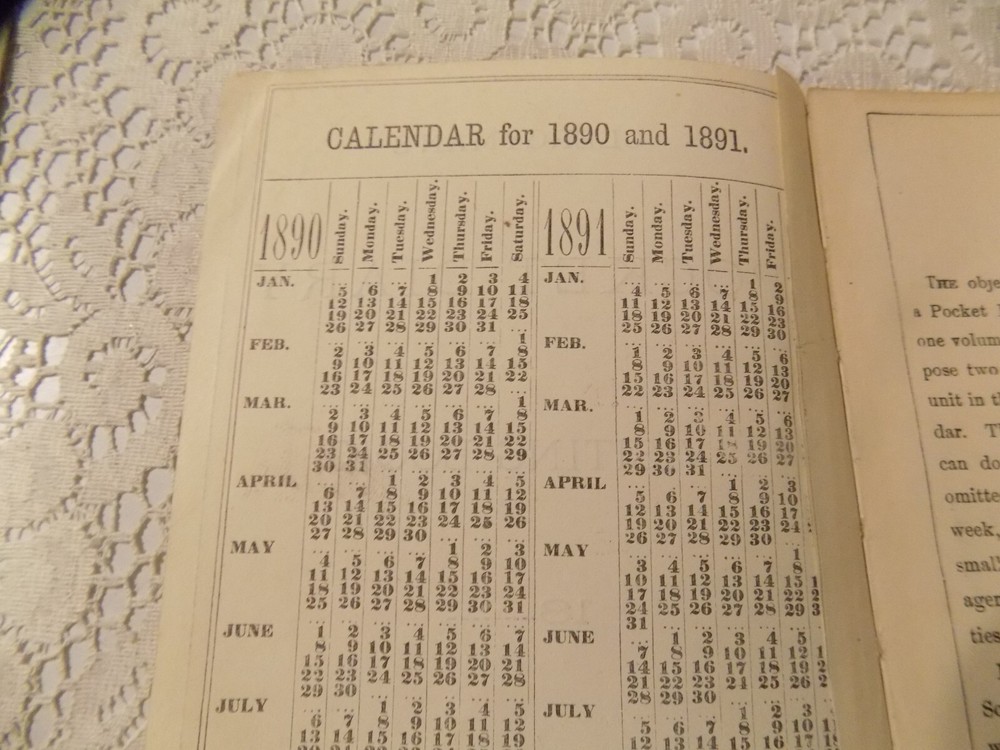 CALENDAR for 1890 and 1891.
1890 Sunday. Monday. Tuesday. Wednesday. Thursday. Friday. Saturday. 1891 Sunday. Monday. Tuesday. Wednesday. Thursday. Friday.
JAN. ... ... ... 1 2 3 4 JAN. ... ... ... ... 1 2
5 6 7 8 9 10 11 4 5 6 7 8 9
12 13 14 15 16 17 18 11 12 13 14 15 16
19 20 21 22 23 24 25 18 19 20 21 22 23
26 27 28 29 30 31 ... 25 26 27 28 29 30
FEB. ... ... ... ... ... ... 1 FEB. 1 2 3 4 5 6
2 3 4 5 6 7 8 8 9 10 11 12 13
9 10 11 12 13 14 15 15 16 17 18 19 20
16 17 18 19 20 21 22 22 23 24 25 26 27
23 24 25 26 27 28 ...
MAR. ... ... ... ... ... ... 1 MAR. 1 2 3 4 5 6
2 3 4 5 6 7 8 8 9 10 11 12 13
9 10 11 12 13 14 15 15 16 17 18 19 20
16 17 18 19 20 21 22 22 23 24 25 26 27
23 24 25 26 27 28 29 29 30 31 ... ... ...
30 31 ... ... ... ... ...
APRIL ... ... 1 2 3 4 5 APRIL ... ... ... 1 2 3
6 7 8 9 10 11 12 5 6 7 8 9 10
13 14 15 16 17 18 19 12 13 14 15 16 17
20 21 22 23 24 25 26 19 20 21 22 23 24
27 28 29 30 ... ... ... 26 27 28 29 30 ...
MAY ... ... ... ... 1 2 3 MAY ... ... ... ... ... 1
4 5 6 7 8 9 10 3 4 5 6 7 8
11 12 13 14 15 16 17 10 11 12 13 14 15
18 19 20 21 22 23 24 17 18 19 20 21 22
25 26 27 28 29 30 31 24 25 26 27 28 29
31 ... ... ... ... ...
JUNE 1 2 3 4 5 6 7 JUNE ... 1 2 3 4 5
8 9 10 11 12 13 14 7 8 9 10 11 12
15 16 17 18 19 20 21 14 15 16 17 18 19
22 23 24 25 26 27 28 21 22 23 24 25 26
29 30 ... ... ... ... ... 28 29 30 ... ... ...
JULY ... ... 1 2 3 4 5 JULY ... ... ... 1 2 3
6 7 8 9 10 11 12 5 6 7 8 9 10
13 14 15 16 17 18 19 12 13 14 15 16 17
THE obje
a Pocket
one volum
pose two
unit in t
dar. T
can do
omitte
week,
small
agen
ties